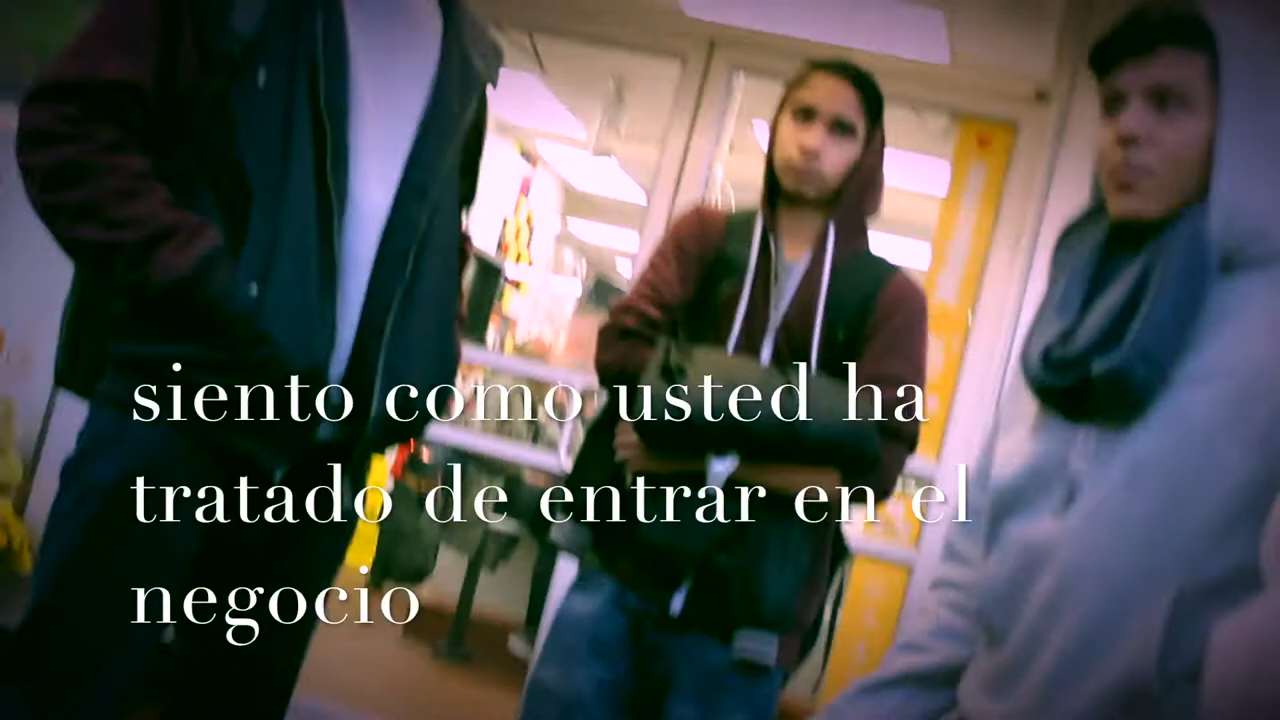 siento como usted ha
tratado de entrar en el
negocio